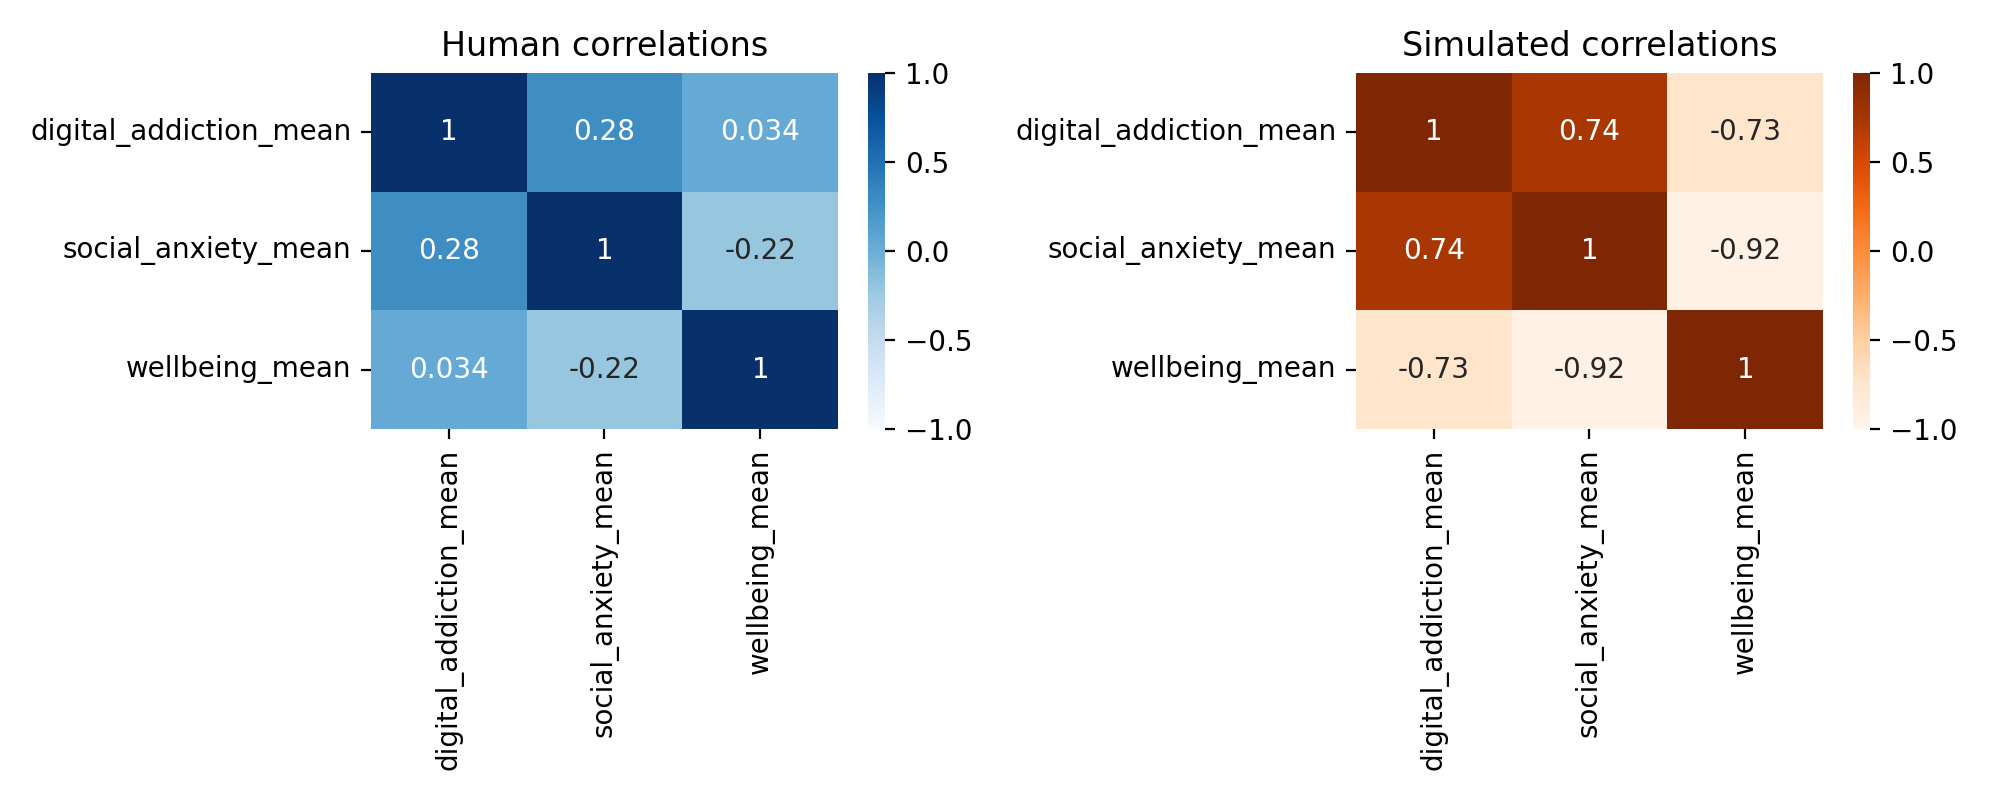 Human correlations
digital_addiction_mean
social_anxiety_mean
wellbeing_mean
1 0.28 0.034
0.28 1 -0.22
0.034 -0.22 1
digital_addiction_mean
social_anxiety_mean
wellbeing_mean
1.0
0.5
0.0
−0.5
−1.0
Simulated correlations
digital_addiction_mean
social_anxiety_mean
wellbeing_mean
1 0.74 -0.73
0.74 1 -0.92
-0.73 -0.92 1
digital_addiction_mean
social_anxiety_mean
wellbeing_mean
1.0
0.5
0.0
−0.5
−1.0